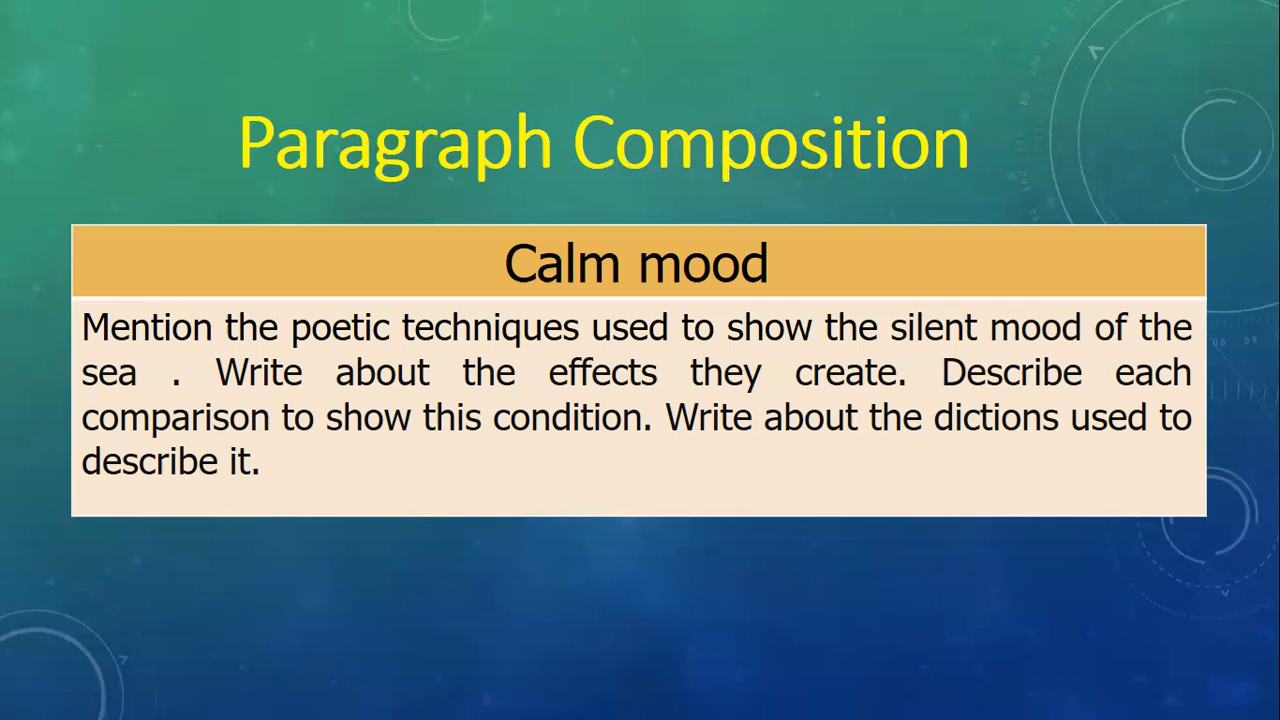 Paragraph Composition
Calm mood
Mention the poetic techniques used to show the silent mood of the
sea . Write about the effects they create. Describe each
comparison to show this condition. Write about the dictions used to
describe it.